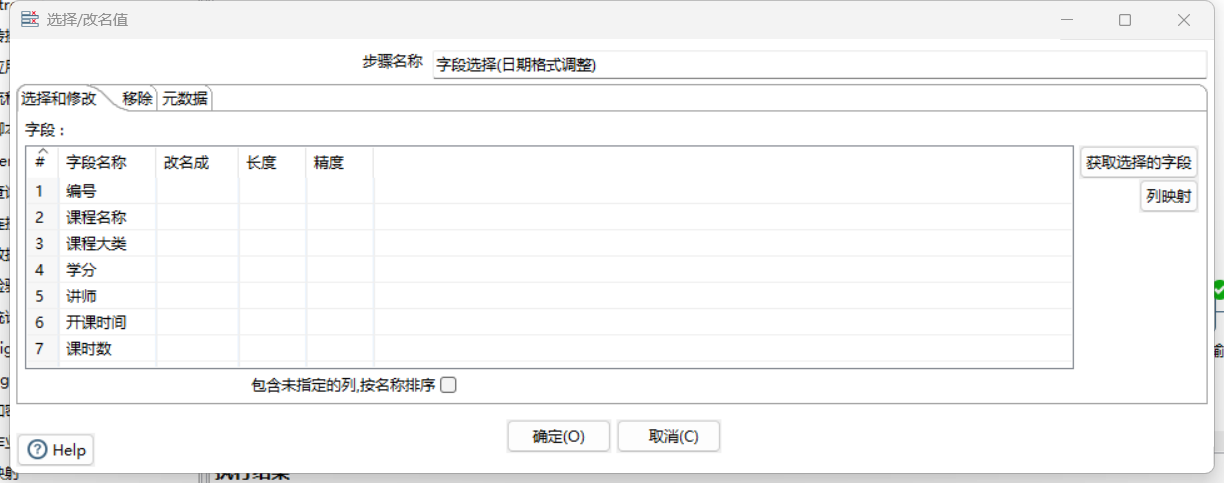 选择/改名值
步骤名称 字段选择(日期格式调整)
选择和修改 移除 元数据
字段：
# 字段名称 改名成 长度 精度
获取选择的字段
1 编号
列映射
2 课程名称
3 课程大类
4 学分
5 讲师
6 开课时间
7 课时数
包含未指定的列,按名称排序
确定(O) 取消(C)
Help
执行结果